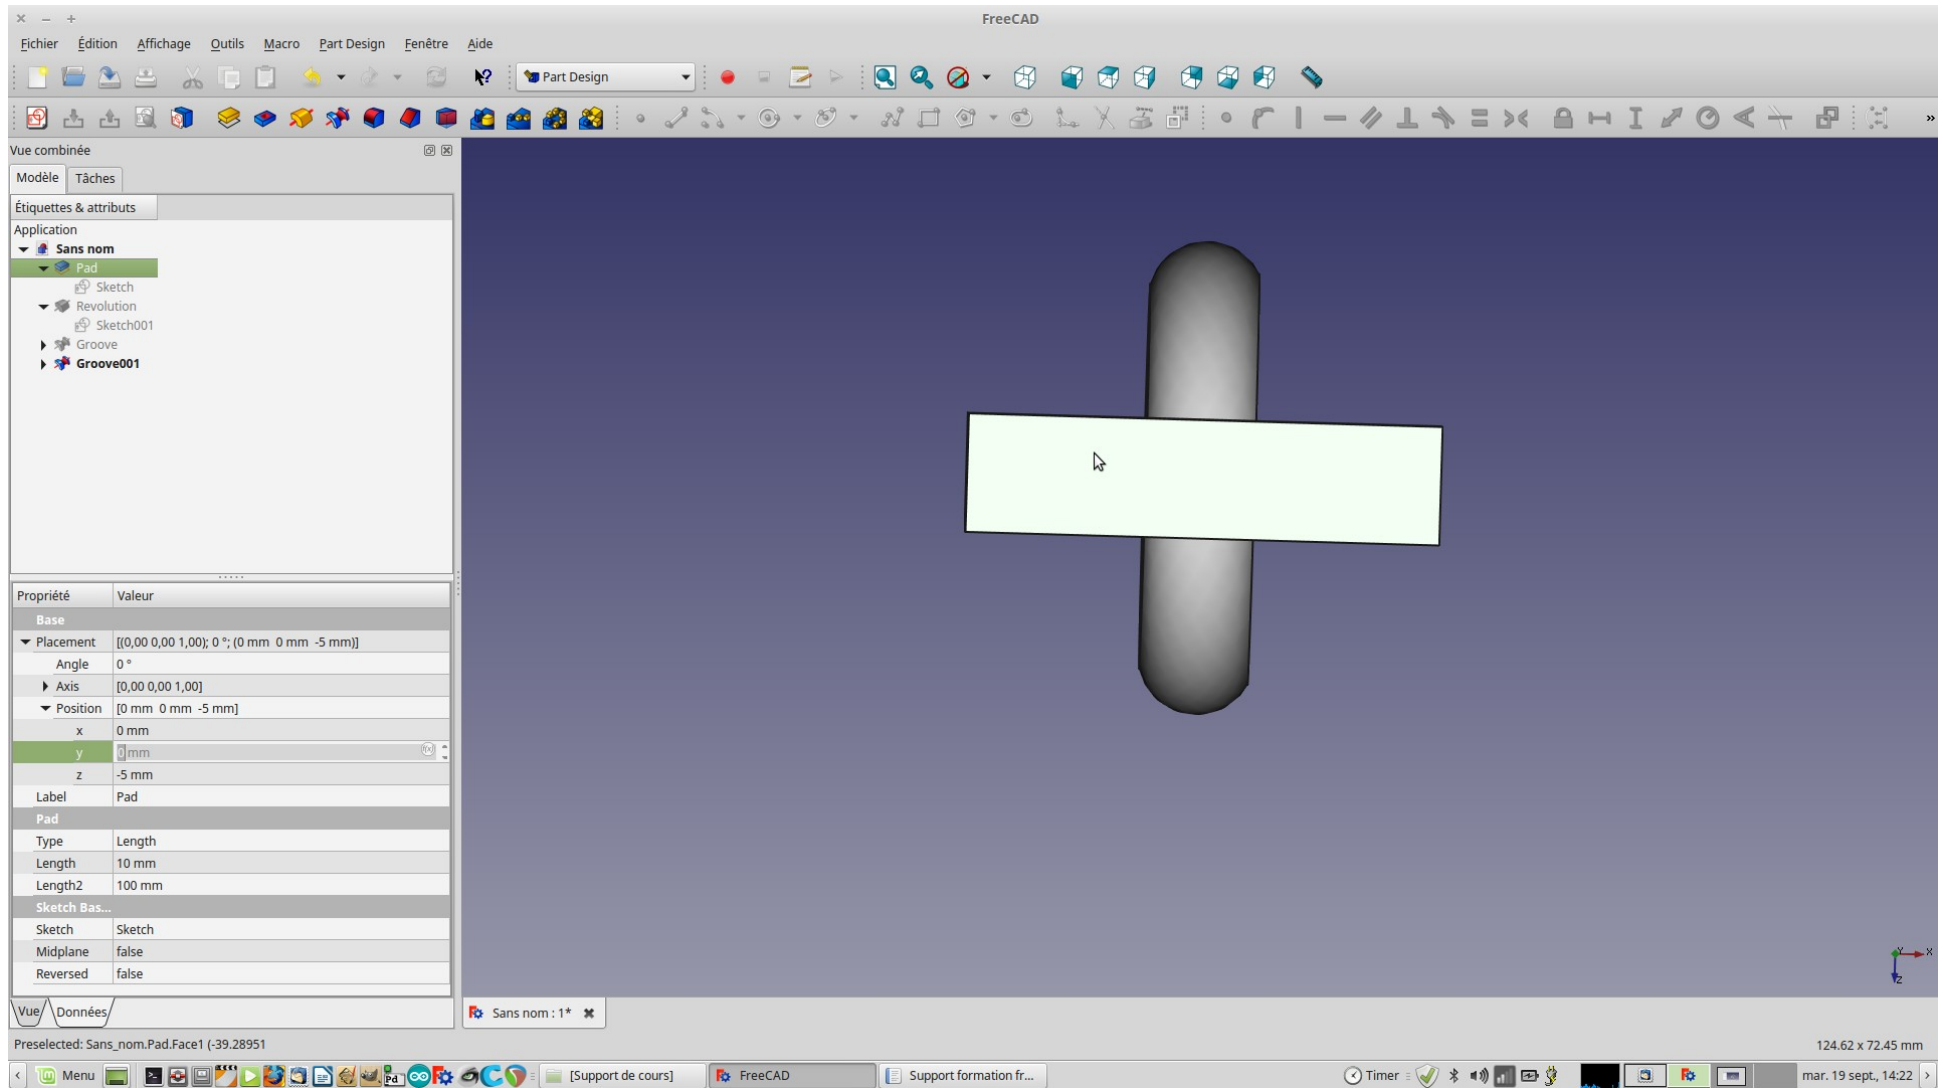 FreeCAD
Fichier Édition Affichage Outils Macro Part Design Fenêtre Aide
Part Design
Vue combinée
Modèle Tâches
Étiquettes & attributs
Application
Sans nom
Pad
Sketch
Revolution
Sketch001
Groove
Groove001
Propriété Valeur
Base
Placement [(0,00 0,00 1,00); 0 °; (0 mm 0 mm -5 mm)]
Angle 0 °
Axis [0,00 0,00 1,00]
Position [0 mm 0 mm -5 mm]
x 0 mm
y 0 mm
z -5 mm
Label Pad
Pad
Type Length
Length 10 mm
Length2 100 mm
Sketch Bas...
Sketch Sketch
Midplane false
Reversed false
Y X
Z
Vue Données
Sans nom : 1*
Preselected: Sans_nom.Pad.Face1 (-39.28951
124.62 x 72.45 mm
Menu Pd [Support de cours] FreeCAD Support formation fr... Timer mar. 19 sept., 14:22